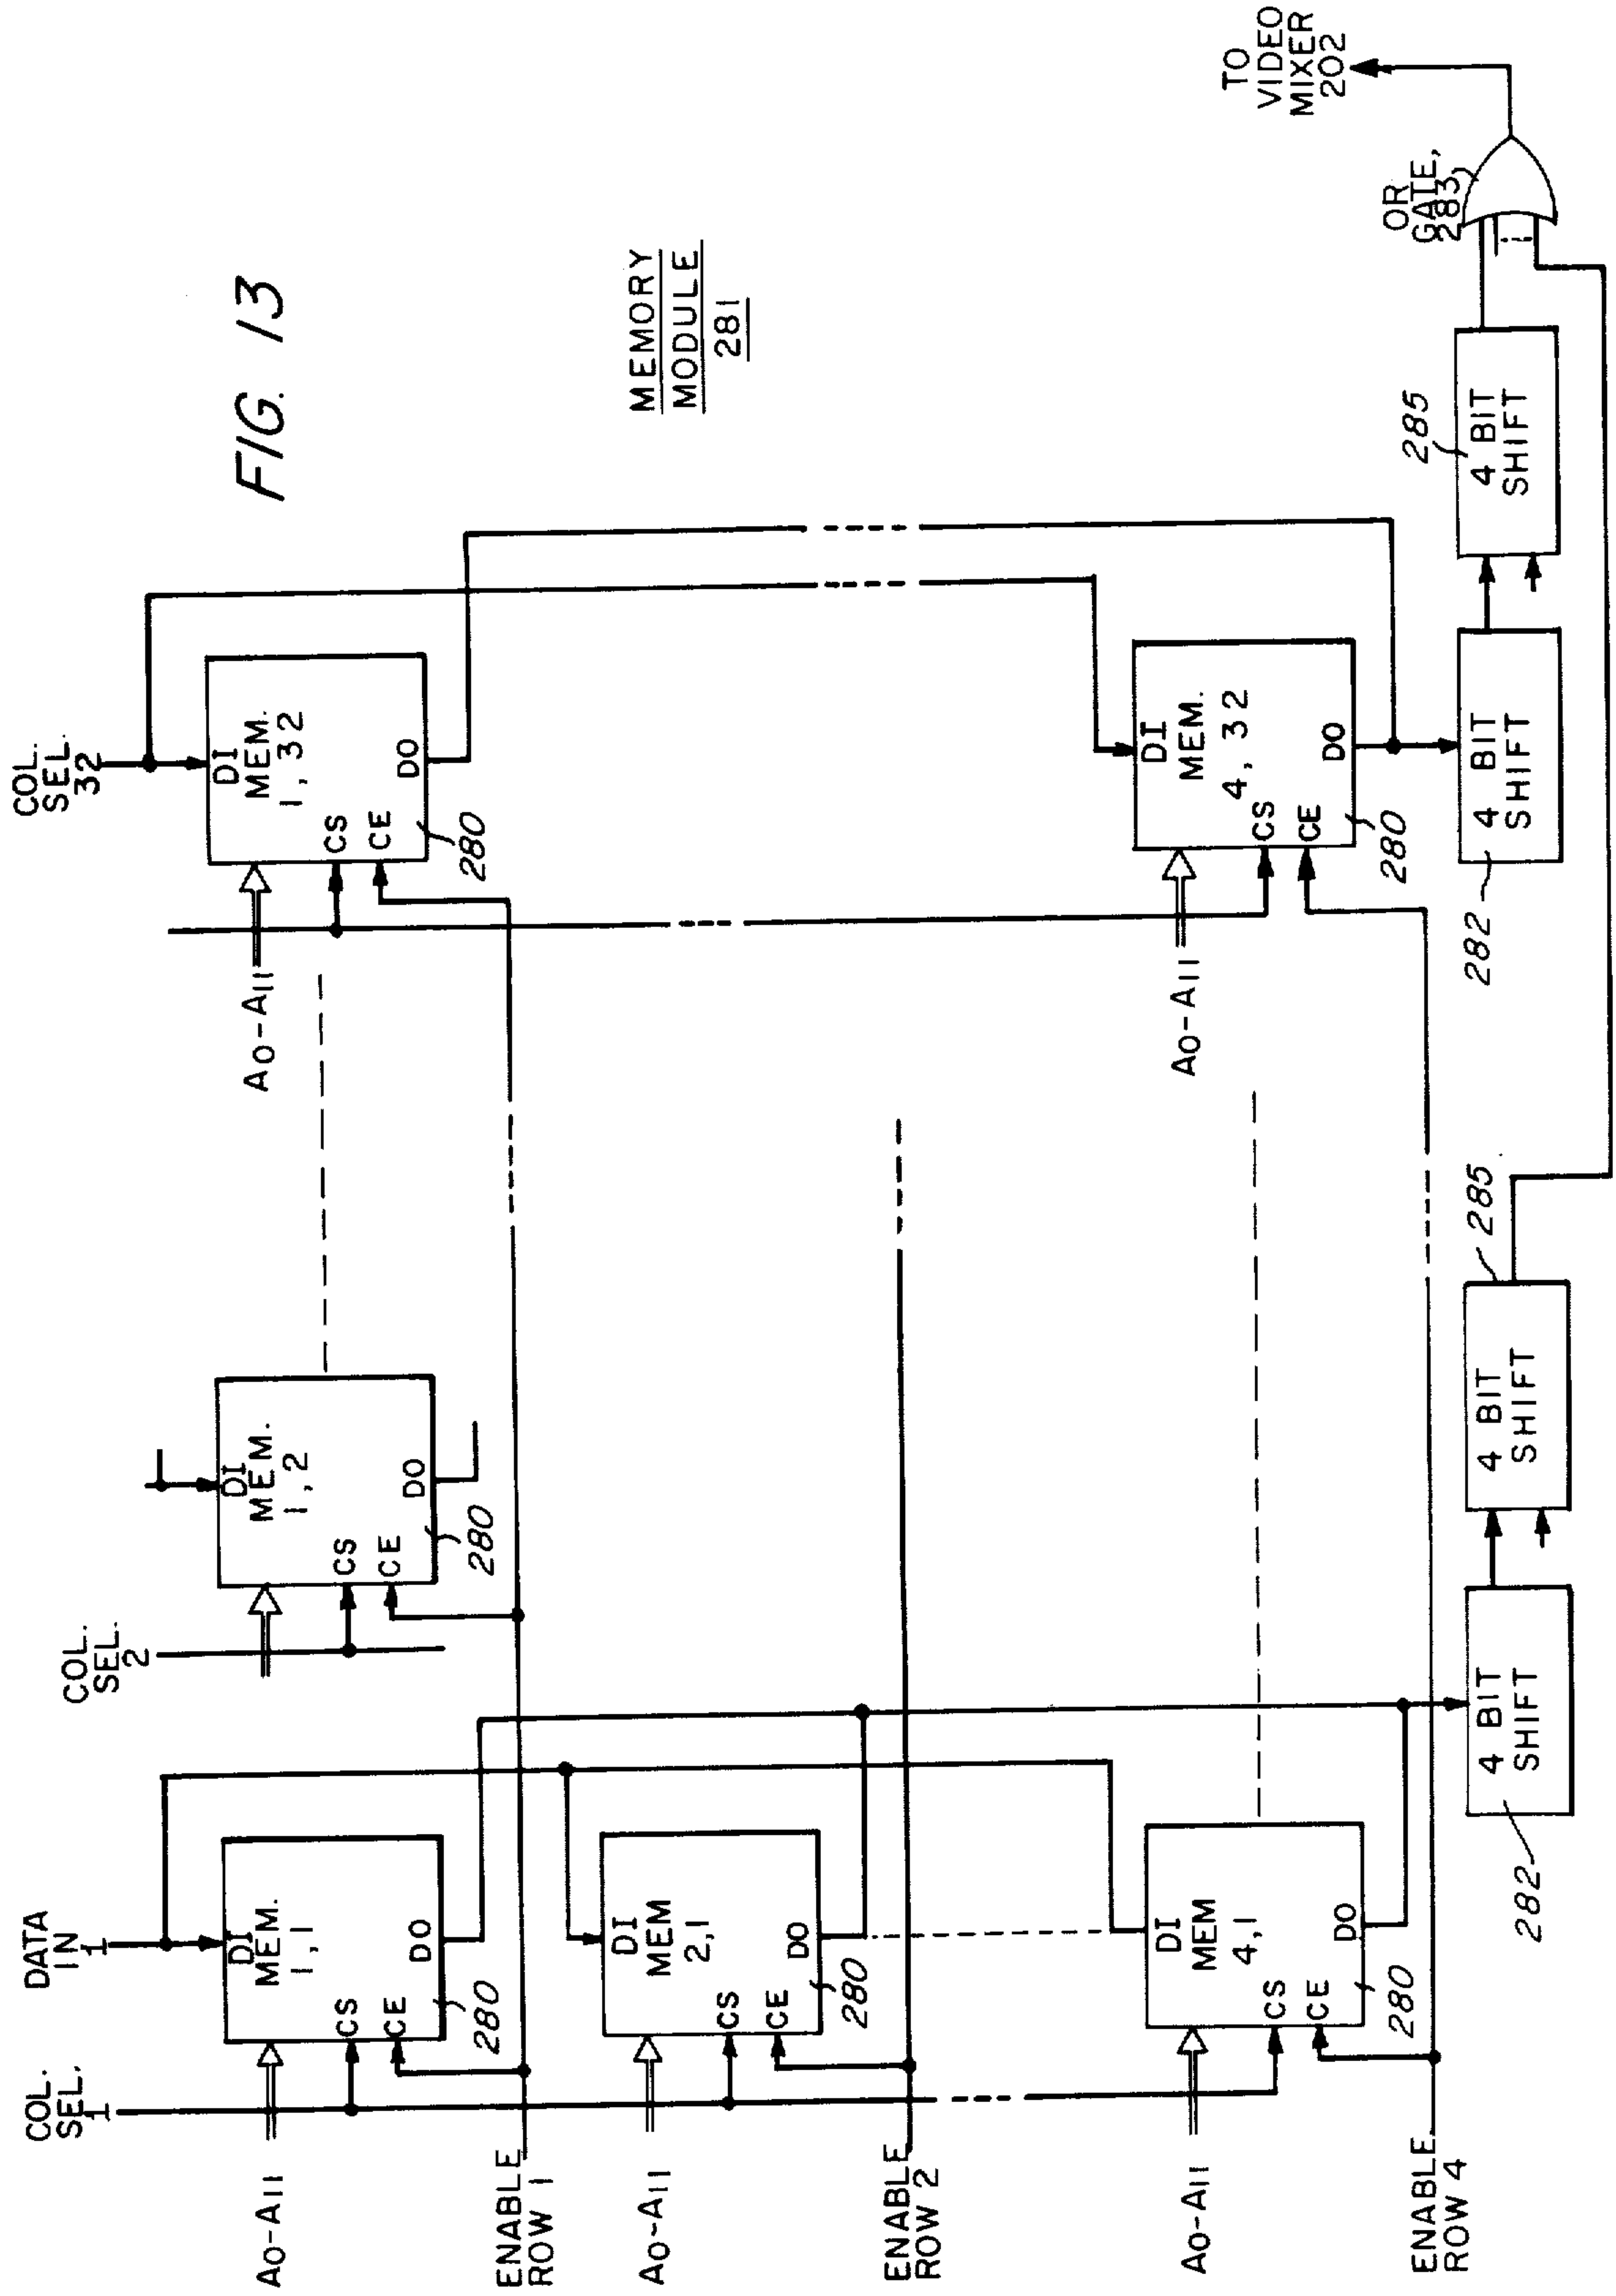 FIG. 13
MEMORY
MODULE
281
COL.
SEL.
1
DATA
IN
1
COL.
SEL.
2
COL.
SEL.
32
A0-A11
DI
MEM.
1,1
CS
CE
DO
280
DI
MEM.
1,2
CS
CE
DO
280
A0-A11
DI
MEM.
1,32
CS
CE
DO
280
ENABLE
ROW 1
A0-A11
DI
MEM
2,1
CS
CE
DO
280
ENABLE
ROW 2
A0-A11
DI
MEM
4,1
CS
CE
DO
280
A0-A11
DI
MEM.
4,32
CS
CE
DO
280
ENABLE
ROW 4
4 BIT
SHIFT
282
4 BIT
SHIFT
285
4 BIT
SHIFT
282
4 BIT
SHIFT
285
OR
GATE,
283
TO
VIDEO
MIXER
202